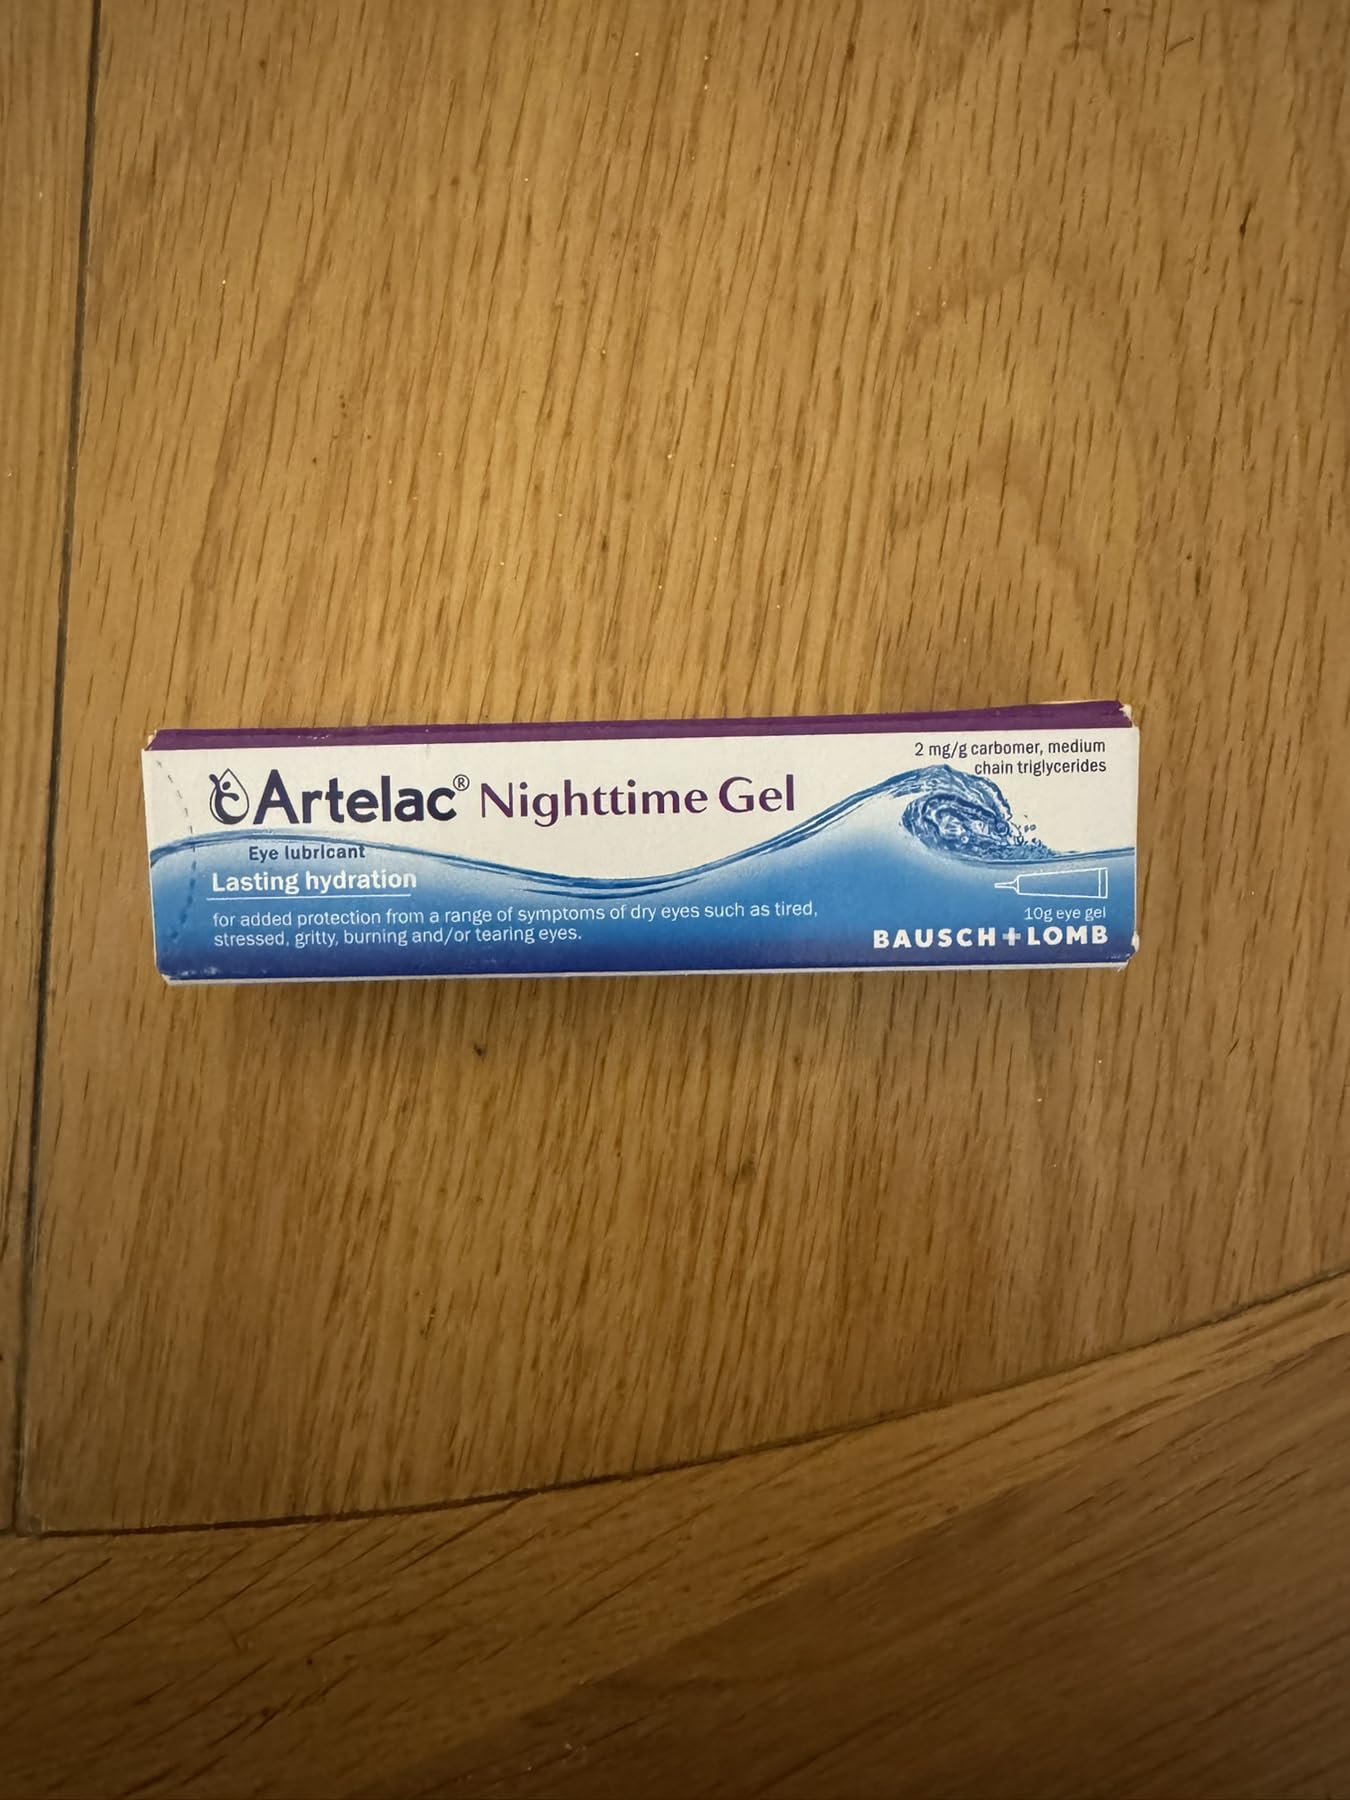 Artelac® Nighttime Gel
2 mg/g carbomer, medium
chain triglycerides
Eye lubricant
Lasting hydration
for added protection from a range of symptoms of dry eyes such as tired,
stressed, gritty, burning and/or tearing eyes.
10g eye gel
BAUSCH+LOMB